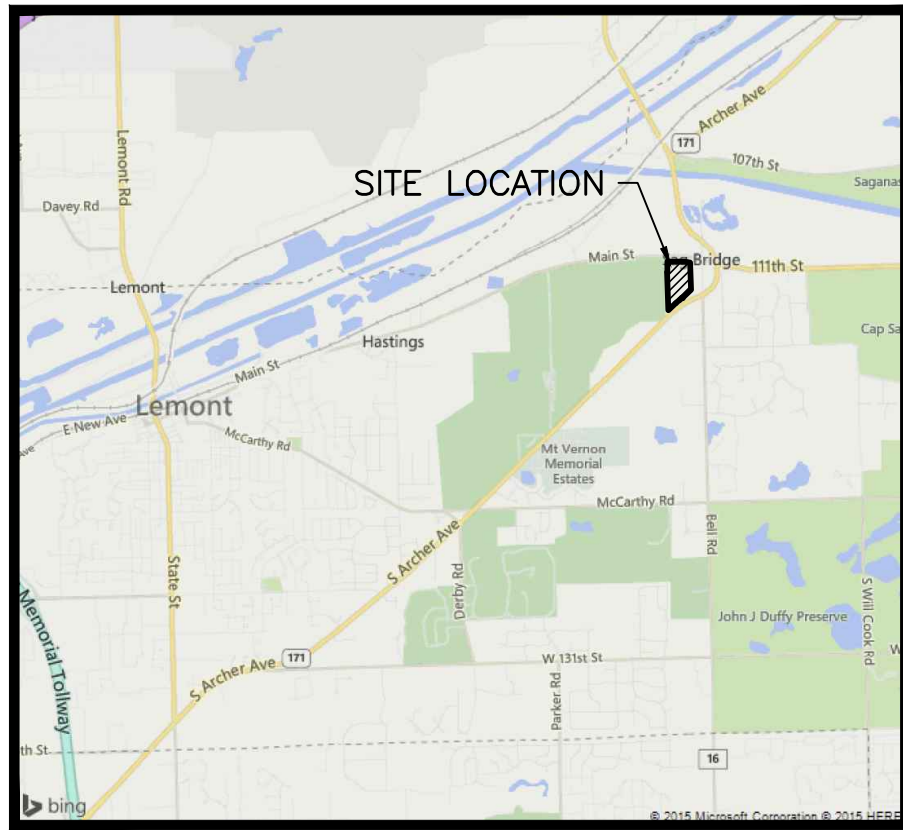 171
Archer Ave
107th St
Lemont Rd
SITE LOCATION
Davey Rd
Main St
Bridge
111th St
Lemont
Hastings
Cap Sa
Main St
Lemont
E New Ave
McCarthy Rd
Mt Vernon
Memorial
Estates
McCarthy Rd
S Archer Ave
Bell Rd
State St
Derby Rd
S Will Cook Rd
John J Duffy Preserve
Memorial Tollway
S Archer Ave
171
W 131st St
Parker Rd
th St
16
bing
© 2015 Microsoft Corporation © 2015 HERE